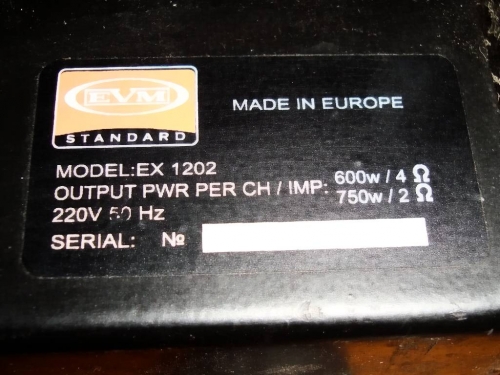 EVM
STANDARD
MADE IN EUROPE
MODEL:EX 1202
OUTPUT PWR PER CH / IMP: 600w / 4 Ω
750w / 2 Ω
220V 50 Hz
SERIAL: №